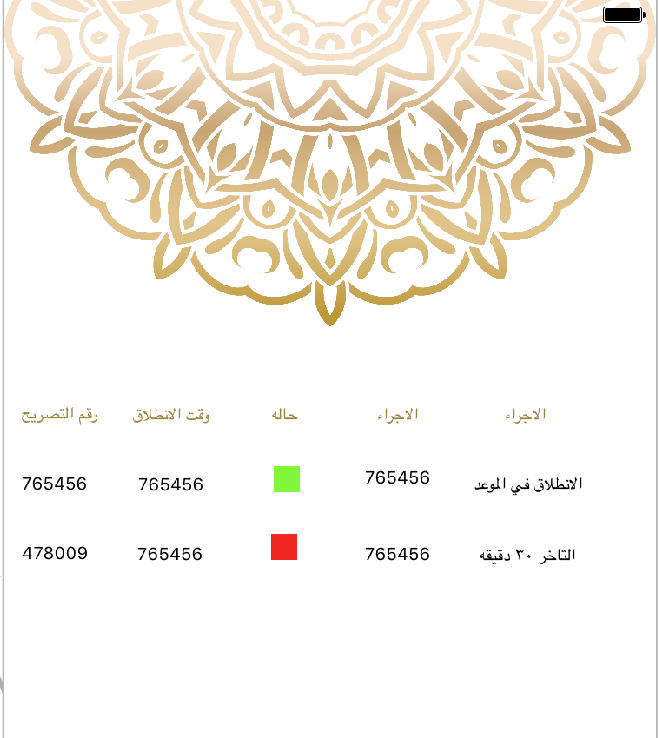 الاجراء الاجراء حاله وقت الانطلاق رقم التصريح
الانطلاق في الموعد 765456 765456 765456
التاخر ٣٠ دقيقه 765456 765456 478009